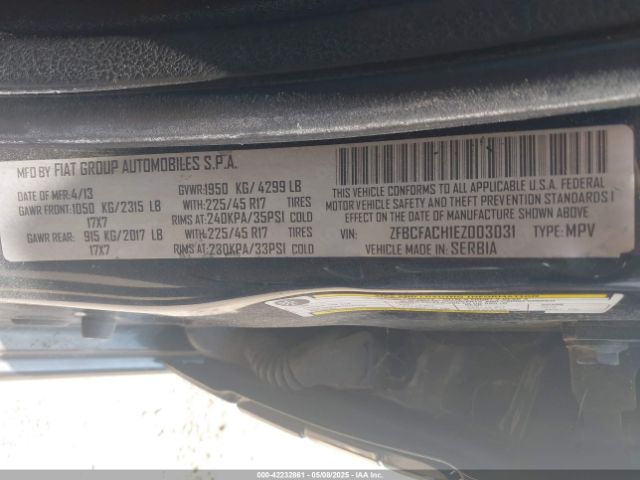 MFD BY FIAT GROUP AUTOMOBILES S.P.A.
DATE OF MFR:4/13 GVWR:1950 KG/4299 LB
GAWR FRONT:1050 KG/2315 LB WITH:225/45 R17 TIRES
17X7 RIMS AT:240KPA/35PSI COLD
GAWR REAR: 915 KG/2017 LB WITH:225/45 R17 TIRES
17X7 RIMS AT:230KPA/33PSI COLD
THIS VEHICLE CONFORMS TO ALL APPLICABLE U.S.A. FEDERAL
MOTOR VEHICLE SAFETY AND THEFT PREVENTION STANDARDS I
N EFFECT ON THE DATE OF MANUFACTURE SHOWN ABOVE.
VIN: ZFBCFACH1EZ003031 TYPE: MPV
VEHICLE MADE IN: SERBIA
000-42232861 - 05/08/2025 - IAA.com